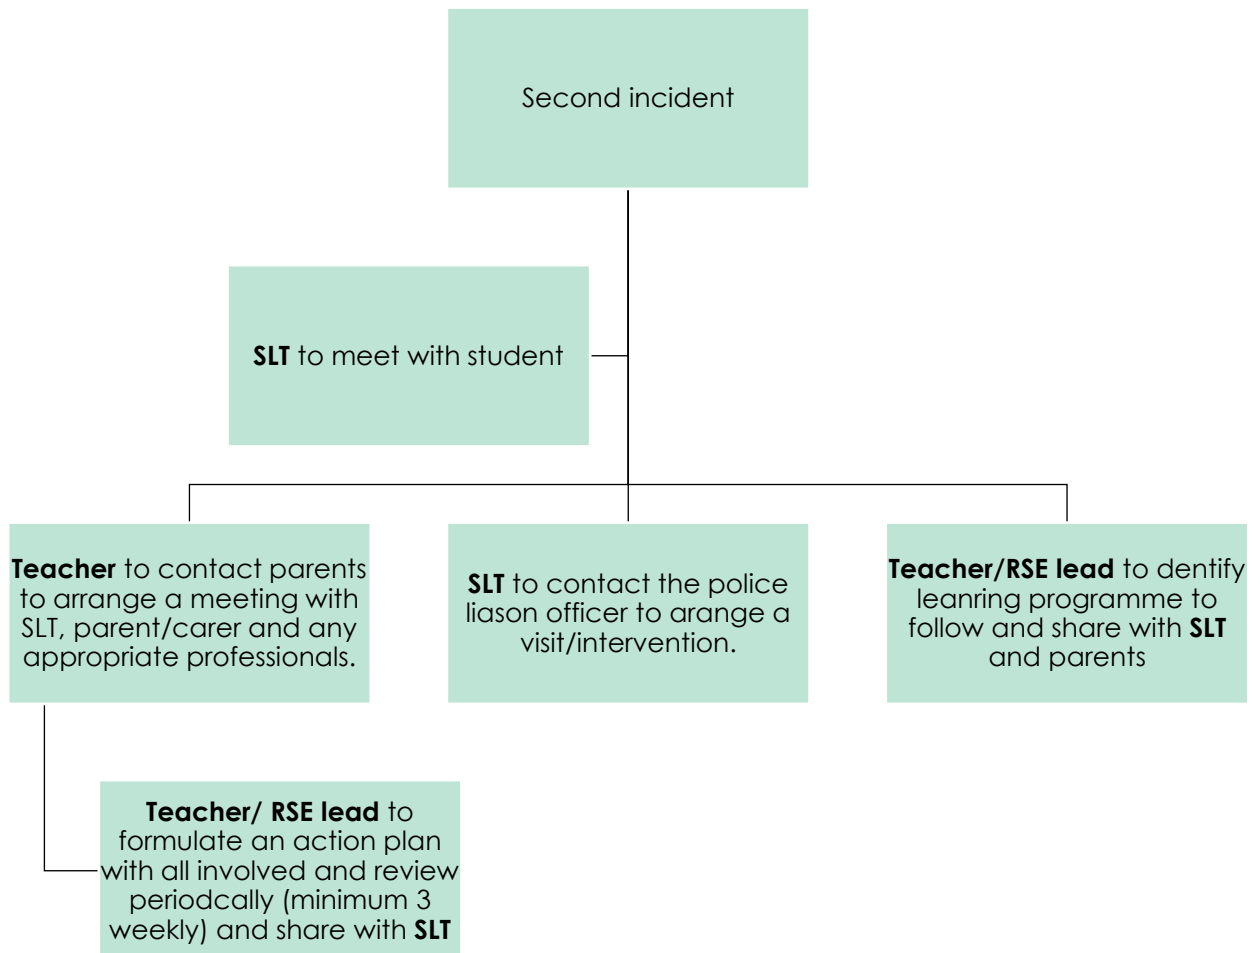 Second incident
SLT to meet with student
Teacher to contact parents
to arrange a meeting with
SLT, parent/carer and any
appropriate professionals.
SLT to contact the police
liason officer to arange a
visit/intervention.
Teacher/RSE lead to dentify
leanring programme to
follow and share with SLT
and parents
Teacher/ RSE lead to
formulate an action plan
with all involved and review
periodcally (minimum 3
weekly) and share with SLT